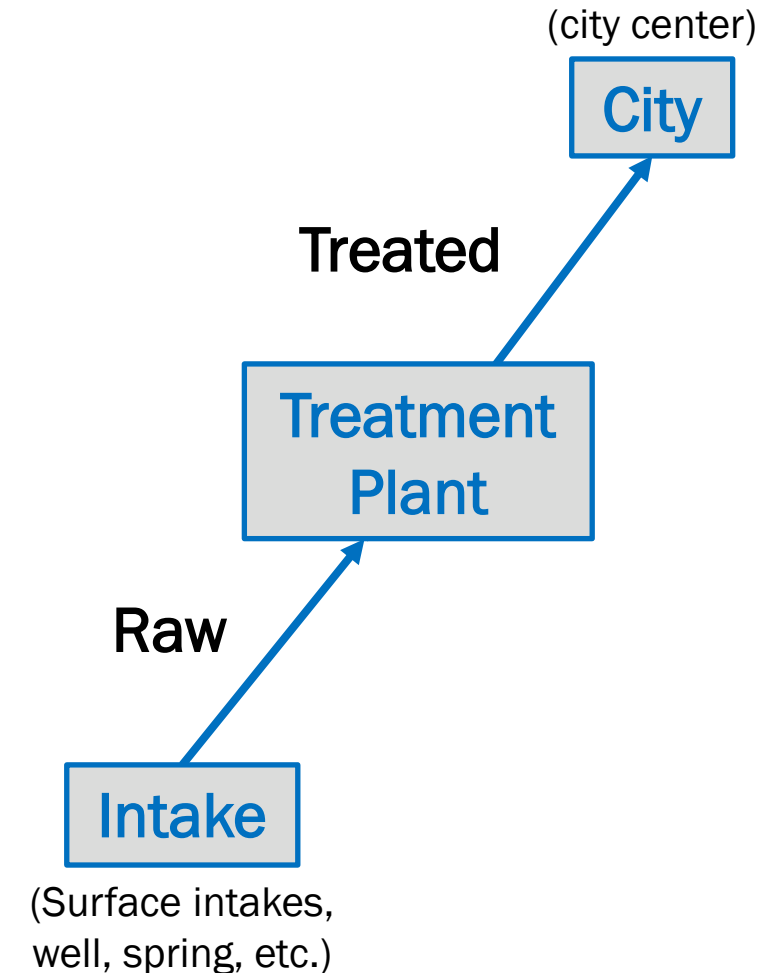 (city center)
City
Treated
Treatment
Plant
Raw
Intake
(Surface intakes,
well, spring, etc.)